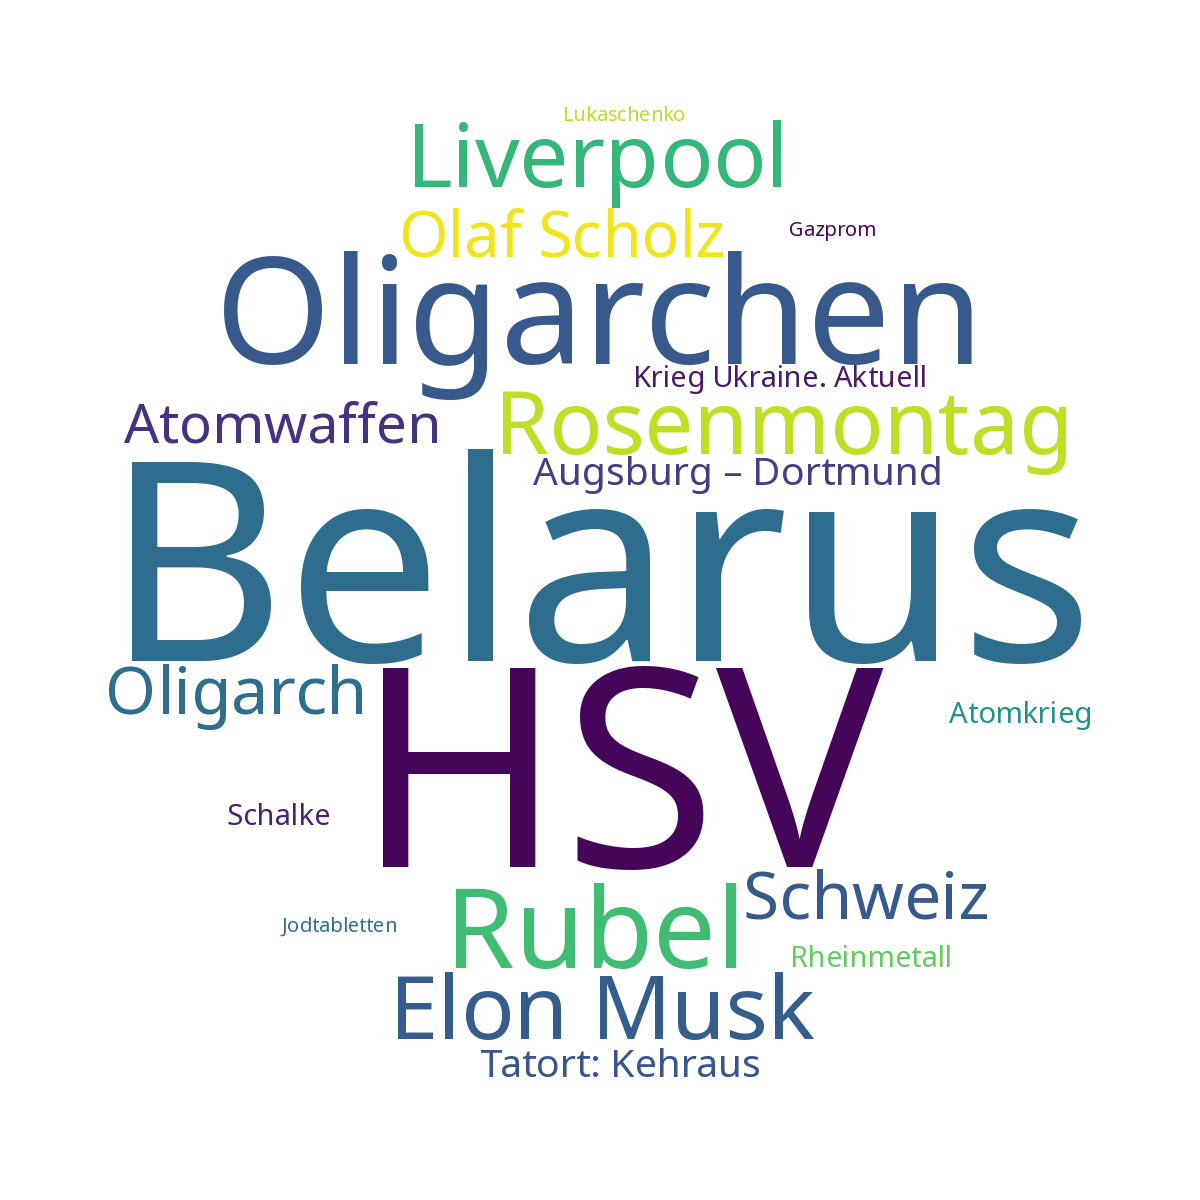 Lukaschenko
Liverpool
Olaf Scholz
Gazprom
Oligarchen
Krieg Ukraine. Aktuell
Atomwaffen
Rosenmontag
Augsburg – Dortmund
Belarus
Oligarch
HSV
Atomkrieg
Schalke
Schweiz
Rubel
Jodtabletten
Rheinmetall
Elon Musk
Tatort: Kehraus